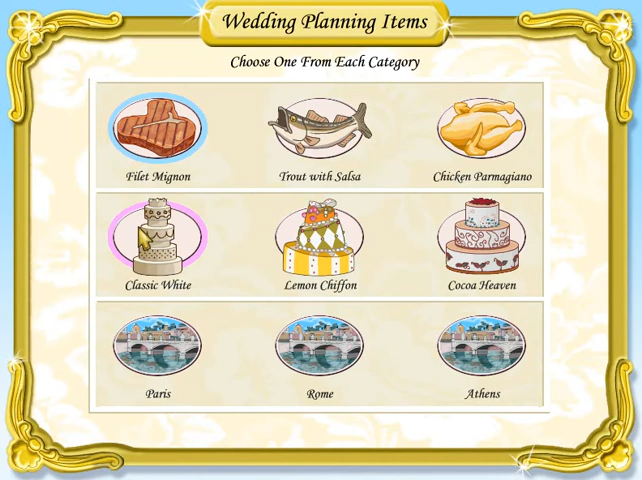 Wedding Planning Items
Choose One From Each Category
Filet Mignon
Trout with Salsa
Chicken Parmagiano
Classic White
Lemon Chiffon
Cocoa Heaven
Paris
Rome
Athens